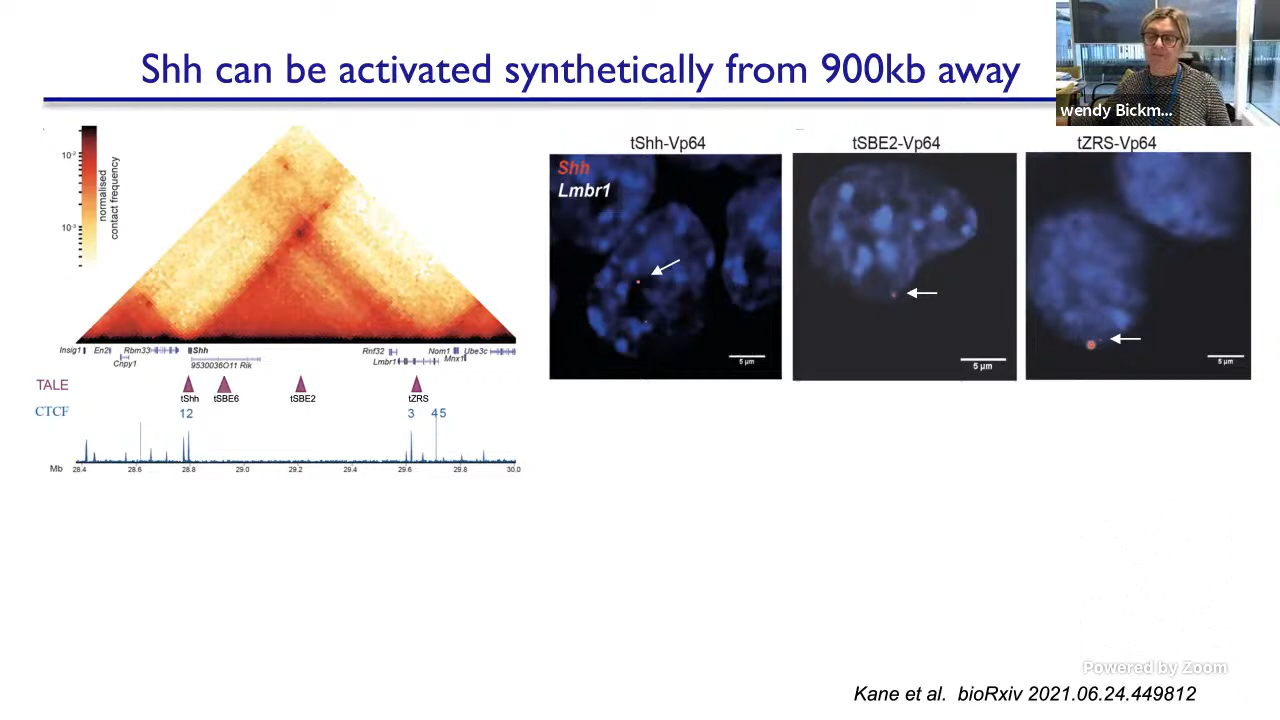 Shh can be activated synthetically from 900kb away
wendy Bickm...
10-2
10-3
normalised
contact frequency
Insig1 En2 Rbm33 Shh Rnf32 Nom1 Ube3c
Cnpy1 9530036O11 Rik Lmbr1 Mnx1
TALE
tShh tSBE6 tSBE2 tZRS
CTCF
12 3 45
Mb 28.4 28.6 28.8 29.0 29.2 29.4 29.6 29.8 30.0
tShh-Vp64
Shh
Lmbr1
5 μm
tSBE2-Vp64
5 μm
tZRS-Vp64
5 μm
Powered by Zoom
Kane et al. bioRxiv 2021.06.24.449812